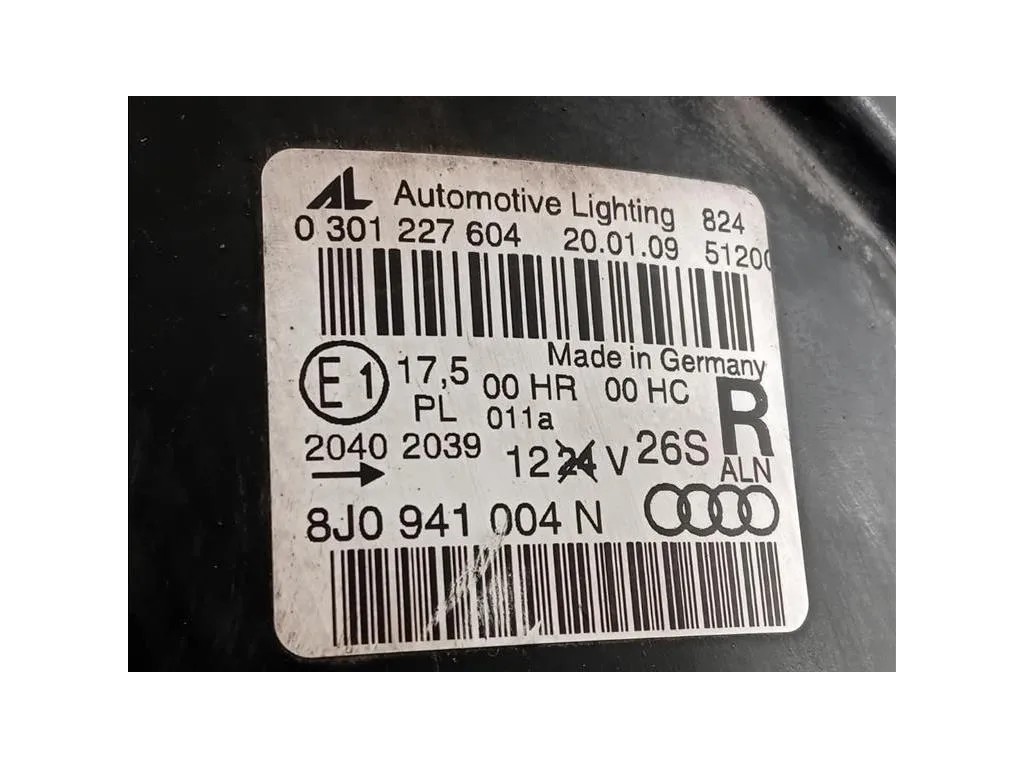 AL Automotive Lighting 824
0 301 227 604 20.01.09 5120
Made in Germany
E1 17,5 00 HR 00 HC R
PL 011a
2040 2039 12 24 V 26S ALN
8J0 941 004 N